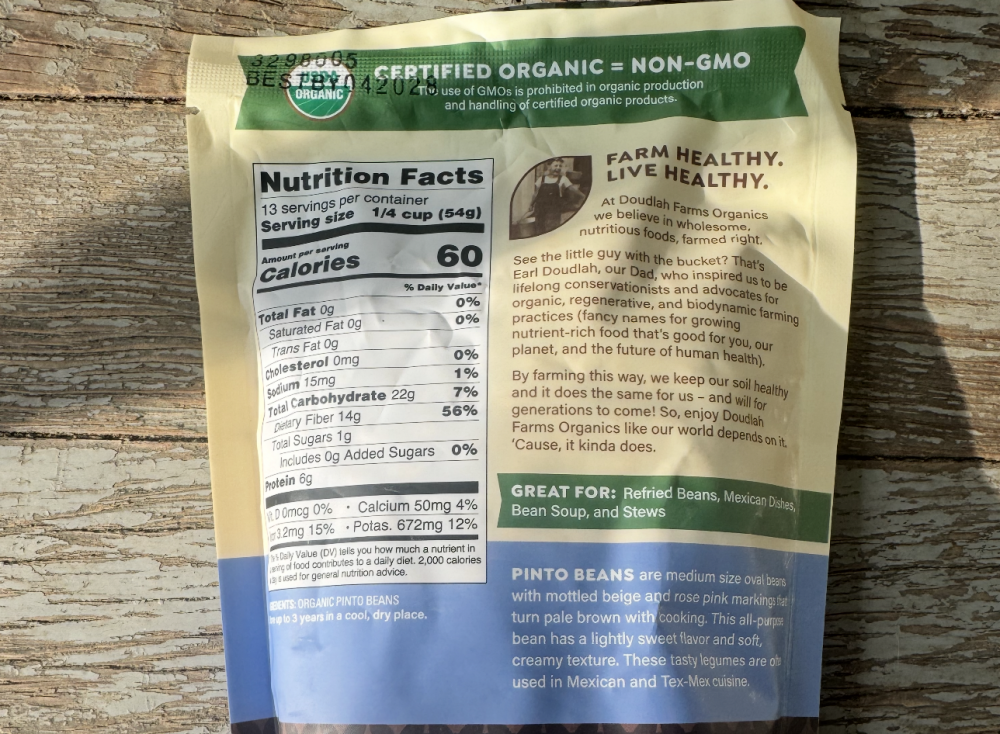 3298605
BEST BY 042028
USDA
ORGANIC
CERTIFIED ORGANIC = NON-GMO
The use of GMOs is prohibited in organic production
and handling of certified organic products.
Nutrition Facts
13 servings per container
Serving size 1/4 cup (54g)
Amount per serving
Calories 60
% Daily Value*
Total Fat 0g 0%
Saturated Fat 0g 0%
Trans Fat 0g
Cholesterol 0mg 0%
Sodium 15mg 1%
Total Carbohydrate 22g 7%
Dietary Fiber 14g 56%
Total Sugars 1g
Includes 0g Added Sugars 0%
Protein 6g
Vit. D 0mcg 0% · Calcium 50mg 4%
3.2mg 15% · Potas. 672mg 12%
% Daily Value (DV) tells you how much a nutrient in
serving of food contributes to a daily diet. 2,000 calories
day is used for general nutrition advice.
ORGANIC PINTO BEANS
up to 3 years in a cool, dry place.
FARM HEALTHY.
LIVE HEALTHY.
At Doudlah Farms Organics
we believe in wholesome,
nutritious foods, farmed right.
See the little guy with the bucket? That's
Earl Doudlah, our Dad, who inspired us to be
lifelong conservationists and advocates for
organic, regenerative, and biodynamic farming
practices (fancy names for growing
nutrient-rich food that's good for you, our
planet, and the future of human health).
By farming this way, we keep our soil healthy
and it does the same for us – and will for
generations to come! So, enjoy Doudlah
Farms Organics like our world depends on it.
'Cause, it kinda does.
GREAT FOR: Refried Beans, Mexican Dishes,
Bean Soup, and Stews
PINTO BEANS are medium size oval beans
with mottled beige and rose pink markings that
turn pale brown with cooking. This all-purpose
bean has a lightly sweet flavor and soft,
creamy texture. These tasty legumes are
used in Mexican and Tex-Mex cuisine.